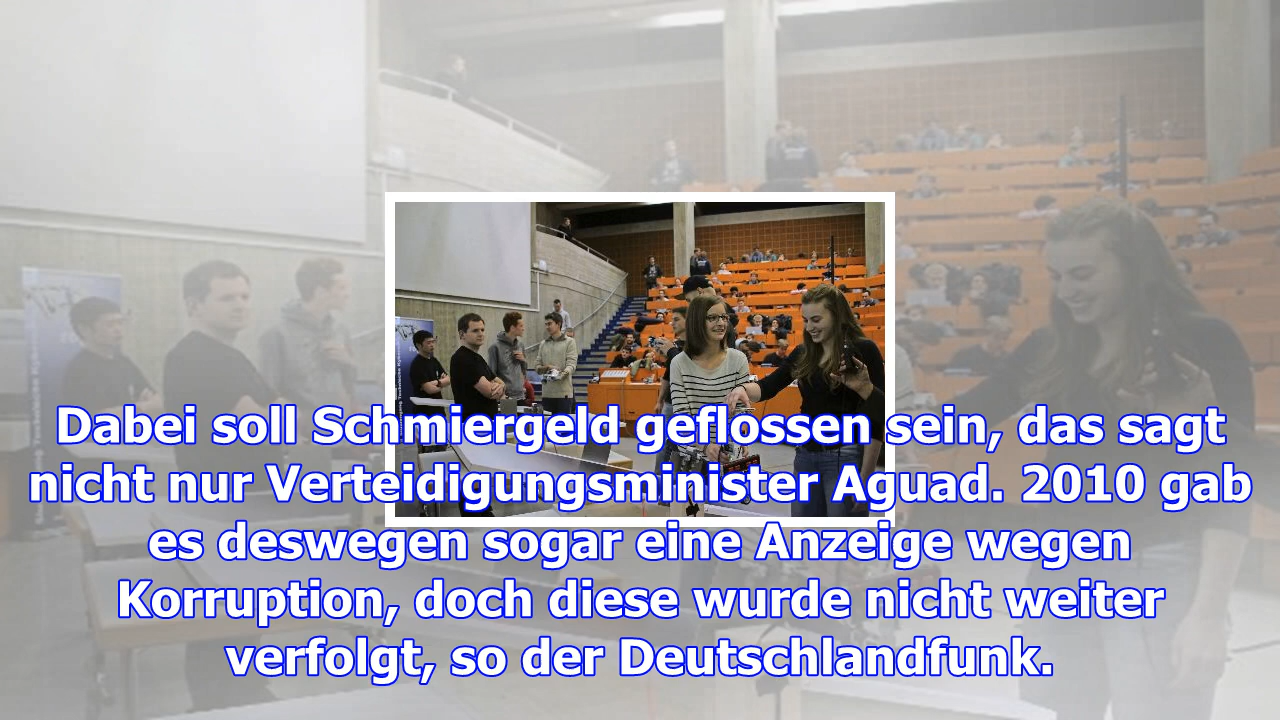 Dabei soll Schmiergeld geflossen sein, das sagt
nicht nur Verteidigungsminister Aguad. 2010 gab
es deswegen sogar eine Anzeige wegen
Korruption, doch diese wurde nicht weiter
verfolgt, so der Deutschlandfunk.